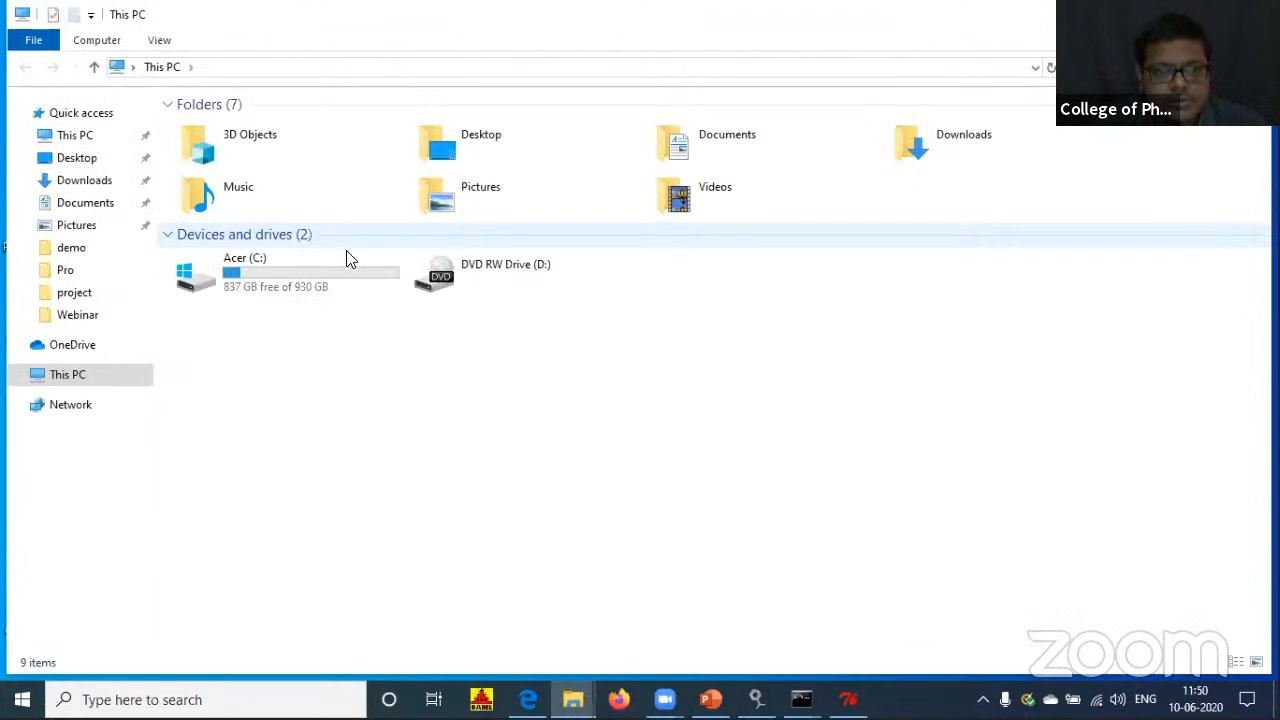 This PC
File Computer View
This PC
College of Ph...
Quick access
This PC
Desktop
Downloads
Documents
Pictures
demo
Pro
project
Webinar
OneDrive
This PC
Network
Folders (7)
3D Objects Desktop Documents Downloads
Music Pictures Videos
Devices and drives (2)
Acer (C:)
837 GB free of 930 GB
DVD RW Drive (D:)
DVD
9 items
zoom
Type here to search
BABEL
ENG
11:50
10-06-2020